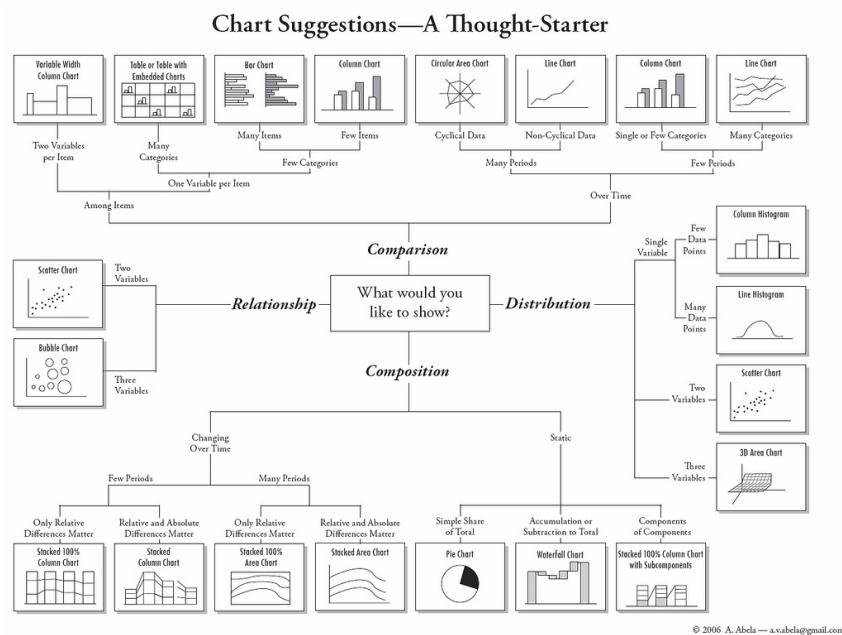 Chart Suggestions—A Thought-Starter
Variable Width
Column Chart
Table or Table with
Embedded Charts
Bar Chart
Column Chart
Circular Area Chart
Line Chart
Column Chart
Line Chart
Two Variables
per Item
Many
Categories
Many Items
Few Items
Cyclical Data
Non-Cyclical Data
Single or Few Categories
Many Categories
Few Categories
Many Periods
Few Periods
One Variable per Item
Among Items
Over Time
Comparison
What would you
like to show?
Relationship
Two
Variables
Scatter Chart
Three
Variables
Bubble Chart
Distribution
Single
Variable
Few
Data
Points
Column Histogram
Many
Data
Points
Line Histogram
Two
Variables
Scatter Chart
Three
Variables
3D Area Chart
Composition
Changing
Over Time
Static
Few Periods
Many Periods
Only Relative
Differences Matter
Relative and Absolute
Differences Matter
Only Relative
Differences Matter
Relative and Absolute
Differences Matter
Simple Share
of Total
Accumulation or
Subtraction to Total
Components
of Components
Stacked 100%
Column Chart
Stacked
Column Chart
Stacked 100%
Area Chart
Stacked Area Chart
Pie Chart
Waterfall Chart
Stacked 100% Column Chart
with Subcomponents
© 2006 A. Abela — a.v.abela@gmail.com